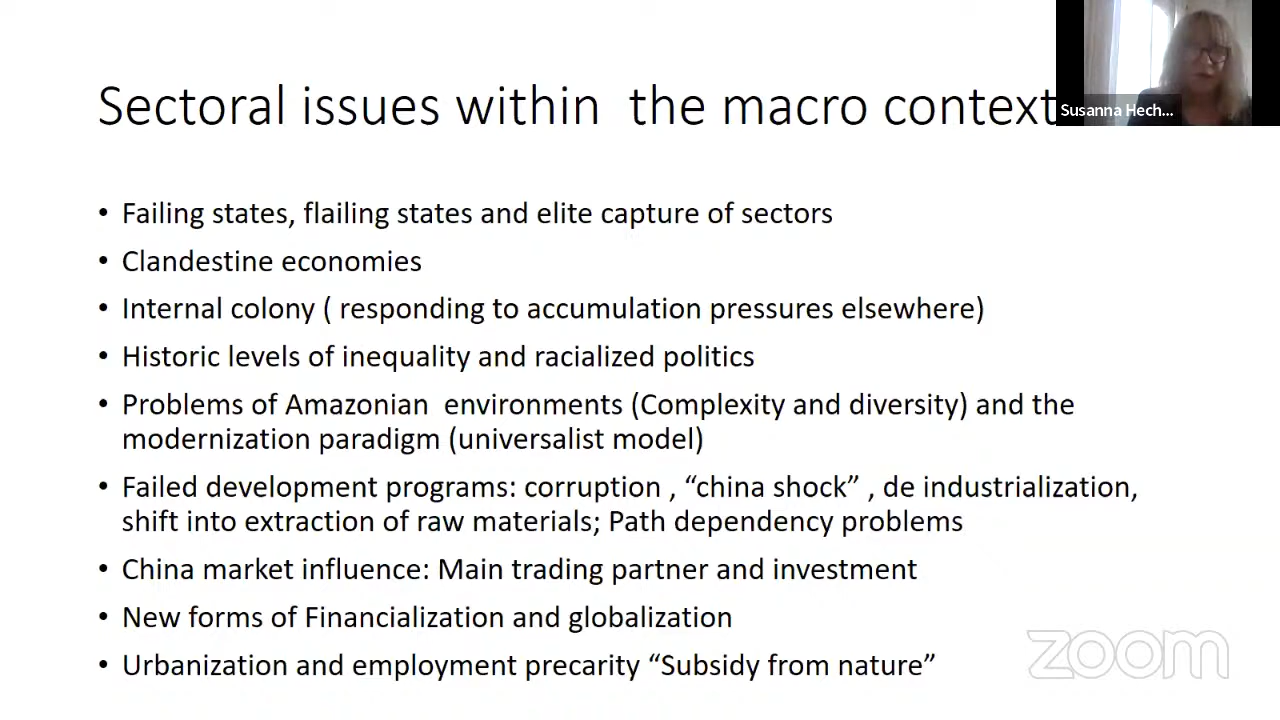 Sectoral issues within  the macro context
Susanna Hech...
• Failing states, flailing states and elite capture of sectors
• Clandestine economies
• Internal colony ( responding to accumulation pressures elsewhere)
• Historic levels of inequality and racialized politics
• Problems of Amazonian  environments (Complexity and diversity) and the
modernization paradigm (universalist model)
• Failed development programs: corruption , “china shock” , de industrialization,
shift into extraction of raw materials; Path dependency problems
• China market influence: Main trading partner and investment
• New forms of Financialization and globalization
• Urbanization and employment precarity “Subsidy from nature”
zoom